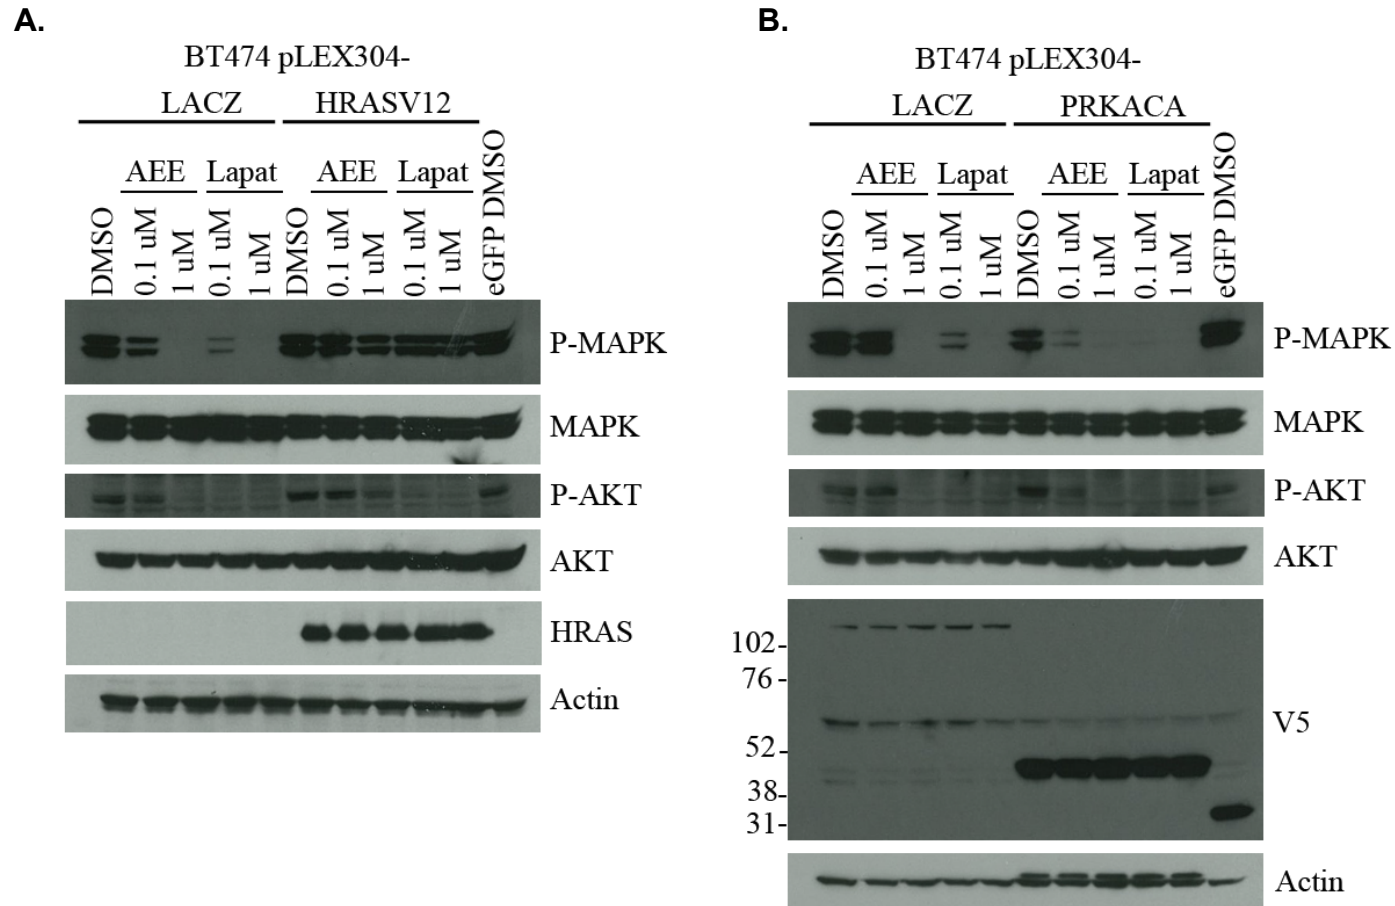 A.
BT474 pLEX304-
LACZ HRASV12
AEE Lapat AEE Lapat
DMSO 0.1 uM 1 uM 0.1 uM 1 uM DMSO 0.1 uM 1 uM 0.1 uM 1 uM eGFP DMSO
P-MAPK
MAPK
P-AKT
AKT
HRAS
Actin
B.
BT474 pLEX304-
LACZ PRKACA
AEE Lapat AEE Lapat
DMSO 0.1 uM 1 uM 0.1 uM 1 uM DMSO 0.1 uM 1 uM 0.1 uM 1 uM eGFP DMSO
P-MAPK
MAPK
P-AKT
AKT
102-
76-
V5
52-
38-
31-
Actin